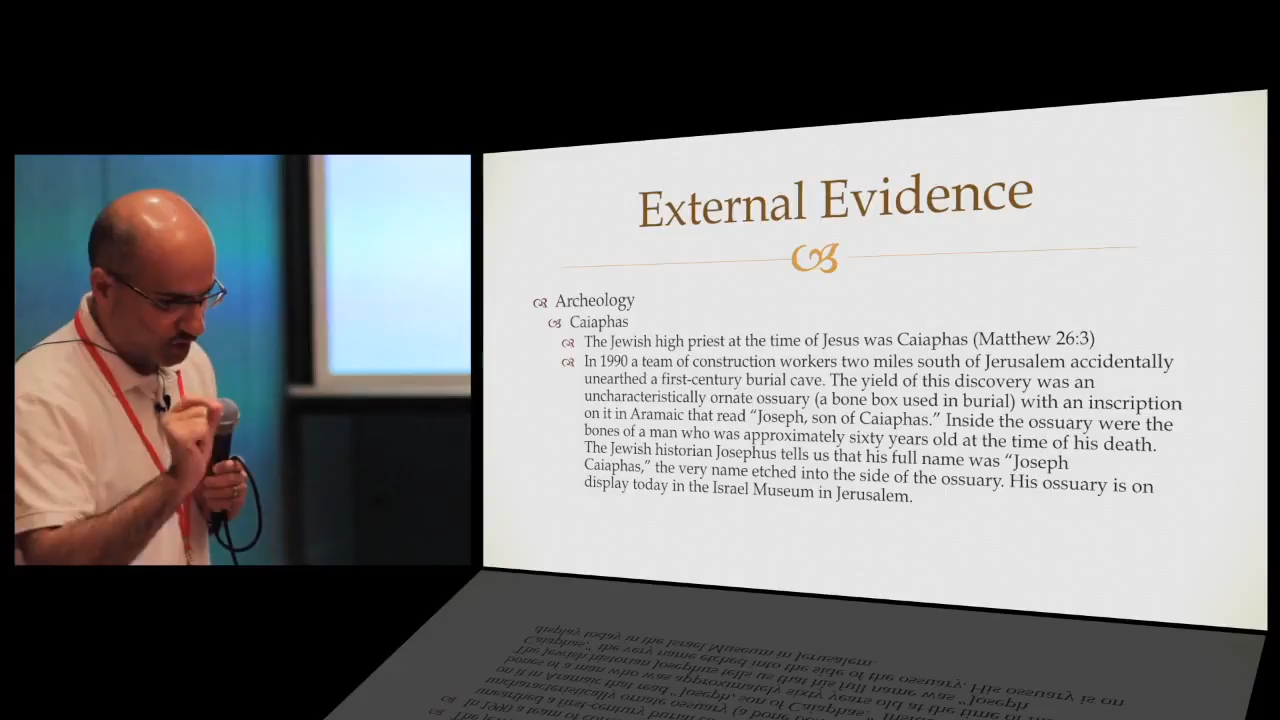 External Evidence
Archeology
Caiaphas
The Jewish high priest at the time of Jesus was Caiaphas (Matthew 26:3)
In 1990 a team of construction workers two miles south of Jerusalem accidentally
unearthed a first-century burial cave. The yield of this discovery was an
uncharacteristically ornate ossuary (a bone box used in burial) with an inscription
on it in Aramaic that read “Joseph, son of Caiaphas.” Inside the ossuary were the
bones of a man who was approximately sixty years old at the time of his death.
The Jewish historian Josephus tells us that his full name was “Joseph
Caiaphas,” the very name etched into the side of the ossuary. His ossuary is on
display today in the Israel Museum in Jerusalem.